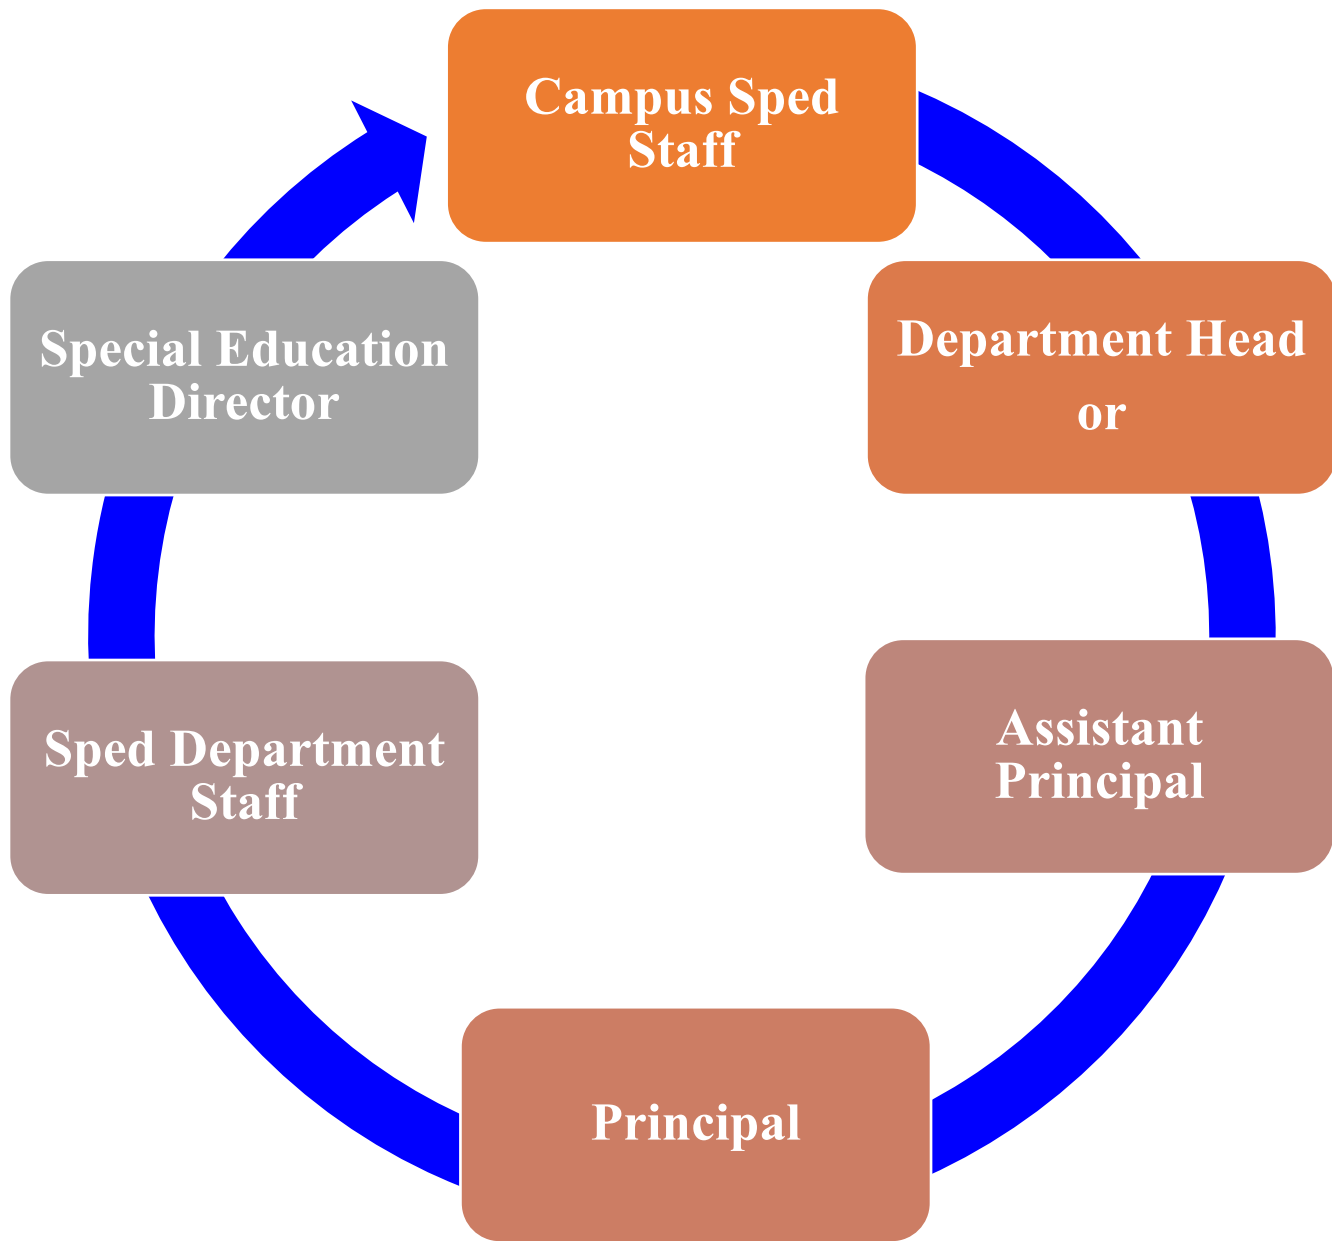 Campus Sped
Staff
Department Head
or
Assistant
Principal
Principal
Sped Department
Staff
Special Education
Director